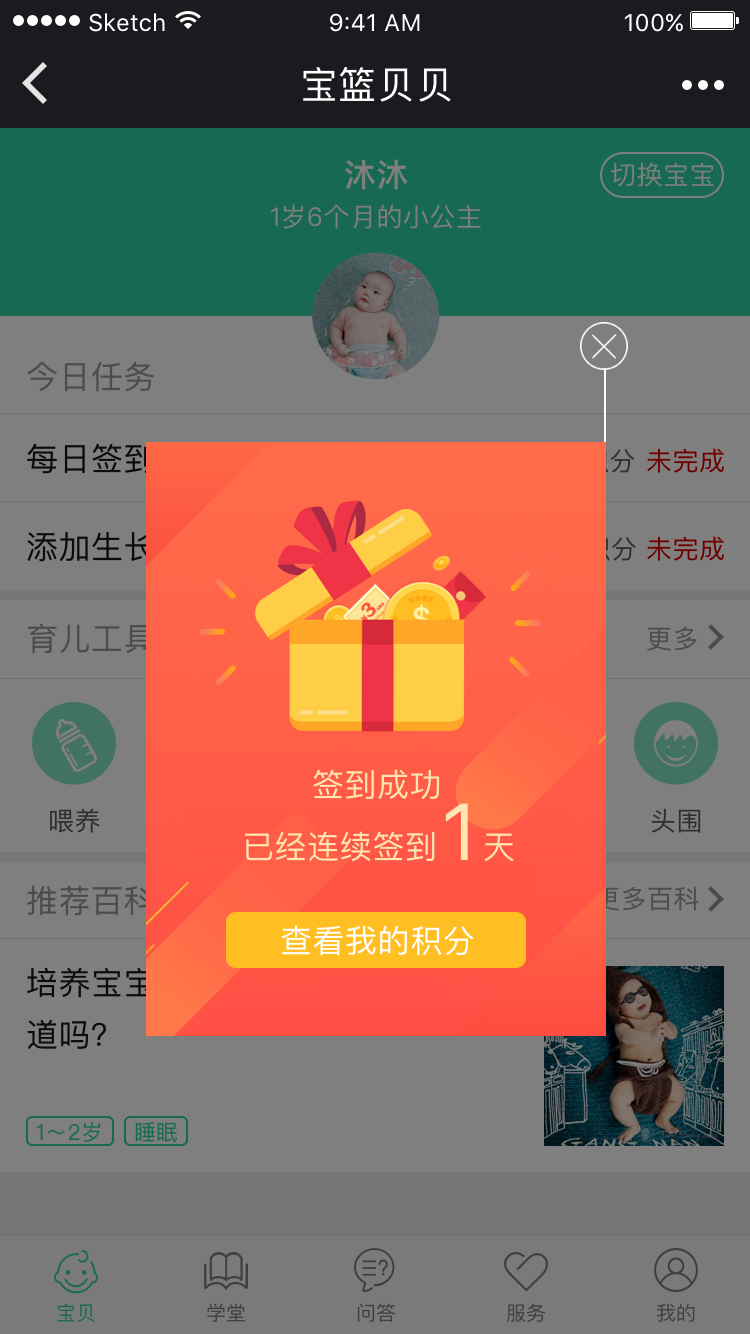 Sketch 9:41 AM 100%
宝篮贝贝
沐沐
切换宝宝
1岁6个月的小公主
今日任务
每日签到
分 未完成
添加生长
未完成
育儿工具
更多
喂养
头围
签到成功
已经连续签到1天
推荐百科
更多百科
查看我的积分
培养宝宝
道吗?
1~2岁 睡眠
GANGNAN
宝贝 学堂 问答 服务 我的